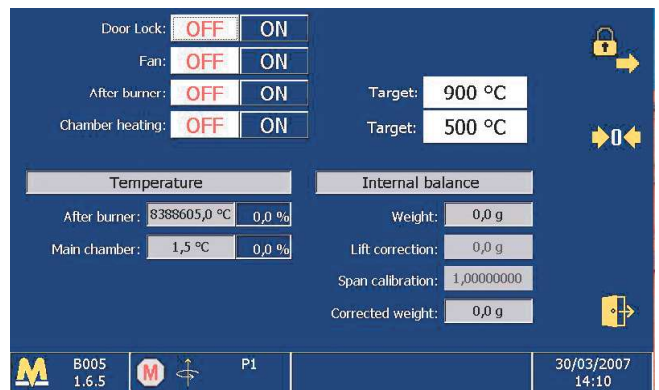 Door Lock: OFF ON
Fan: OFF ON
After burner: OFF ON Target: 900 °C
Chamber heating: OFF ON Target: 500 °C
0
Temperature Internal balance
After burner: 8388605,0 °C 0,0 % Weight: 0,0 g
Main chamber: 1,5 °C 0,0 % Lift correction: 0,0 g
Span calibration: 1,00000000
Corrected weight: 0,0 g
B005 M P1 30/03/2007
1.6.5 14:10